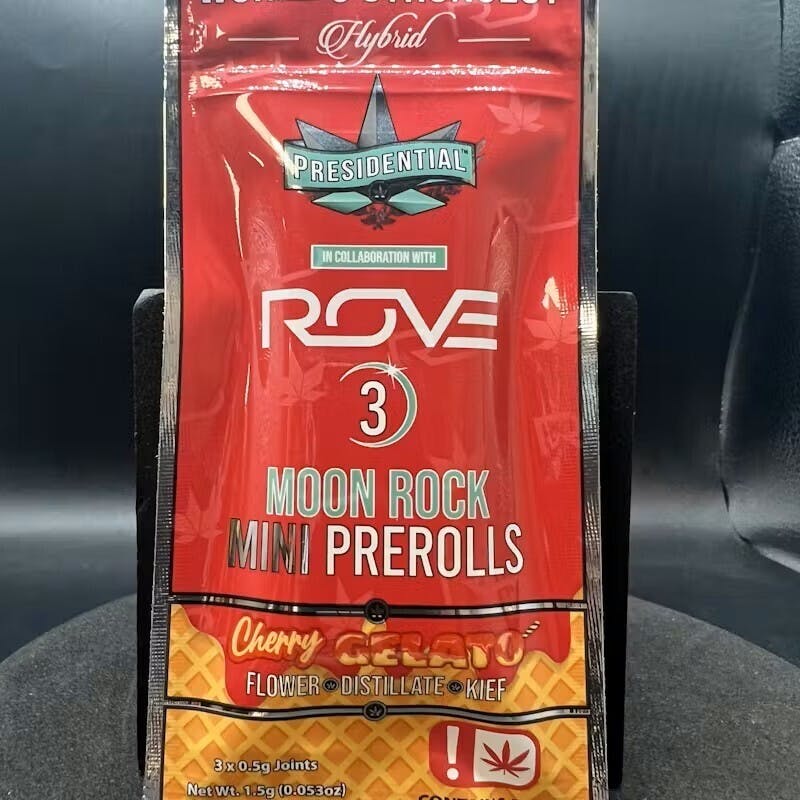 Hybrid
PRESIDENTIAL™
IN COLLABORATION WITH
ROVE
3
MOON ROCK
MINI PREROLLS
Cherry GELATO
FLOWER DISTILLATE KIEF
3 x 0.5g Joints
!
Net Wt. 1.5g (0.053oz)